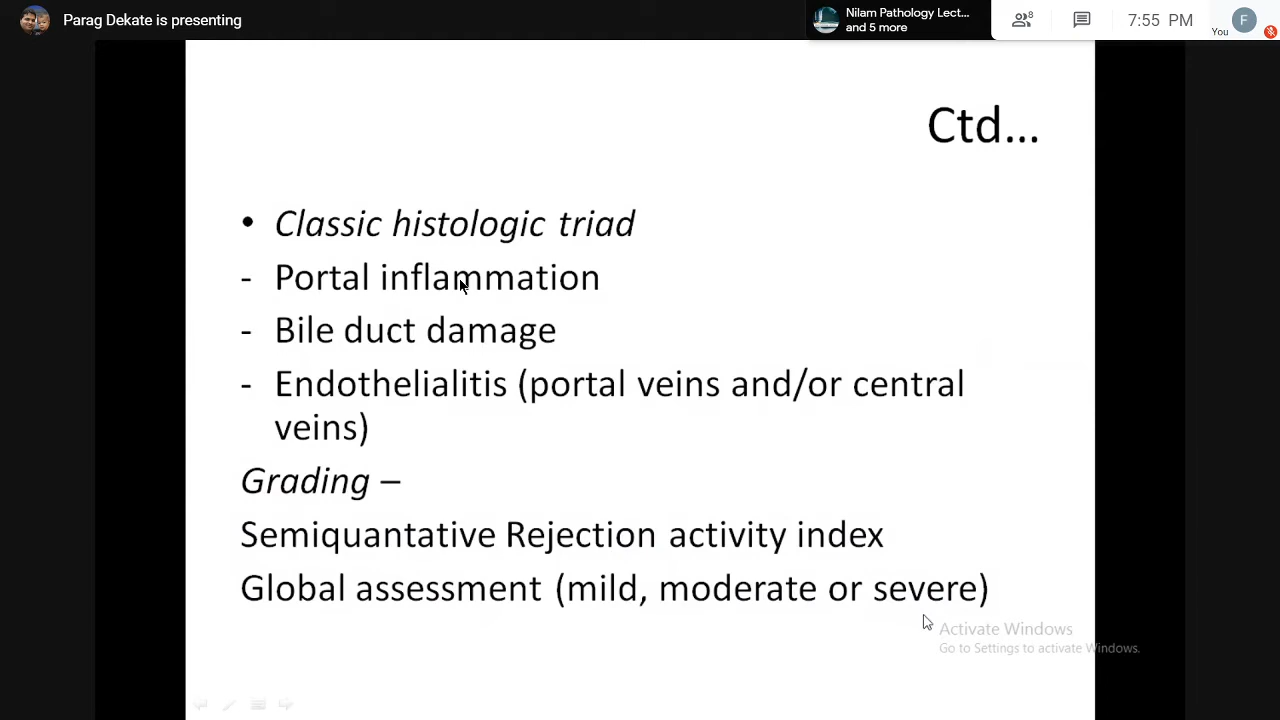 Parag Dekate is presenting
Nilam Pathology Lect...
and 5 more
8
7:55 PM
You
F
Ctd...
• Classic histologic triad
- Portal inflammation
- Bile duct damage
- Endothelialitis (portal veins and/or central
veins)
Grading –
Semiquantative Rejection activity index
Global assessment (mild, moderate or severe)
Activate Windows
Go to Settings to activate Windows.